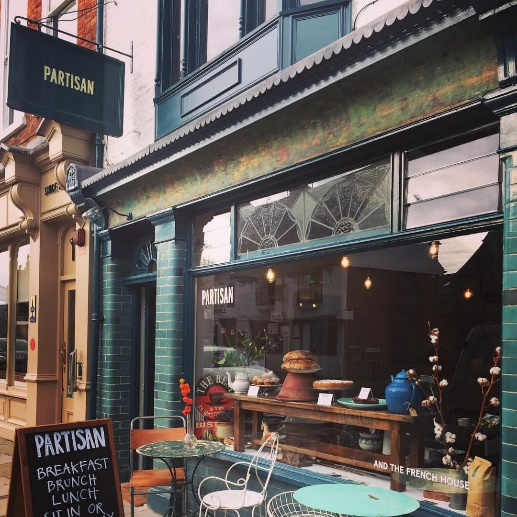 PARTISAN
PARTISAN
AND THE FRENCH HOUSE
PARTISAN
BREAKFAST
BRUNCH
LUNCH
SIT IN OR